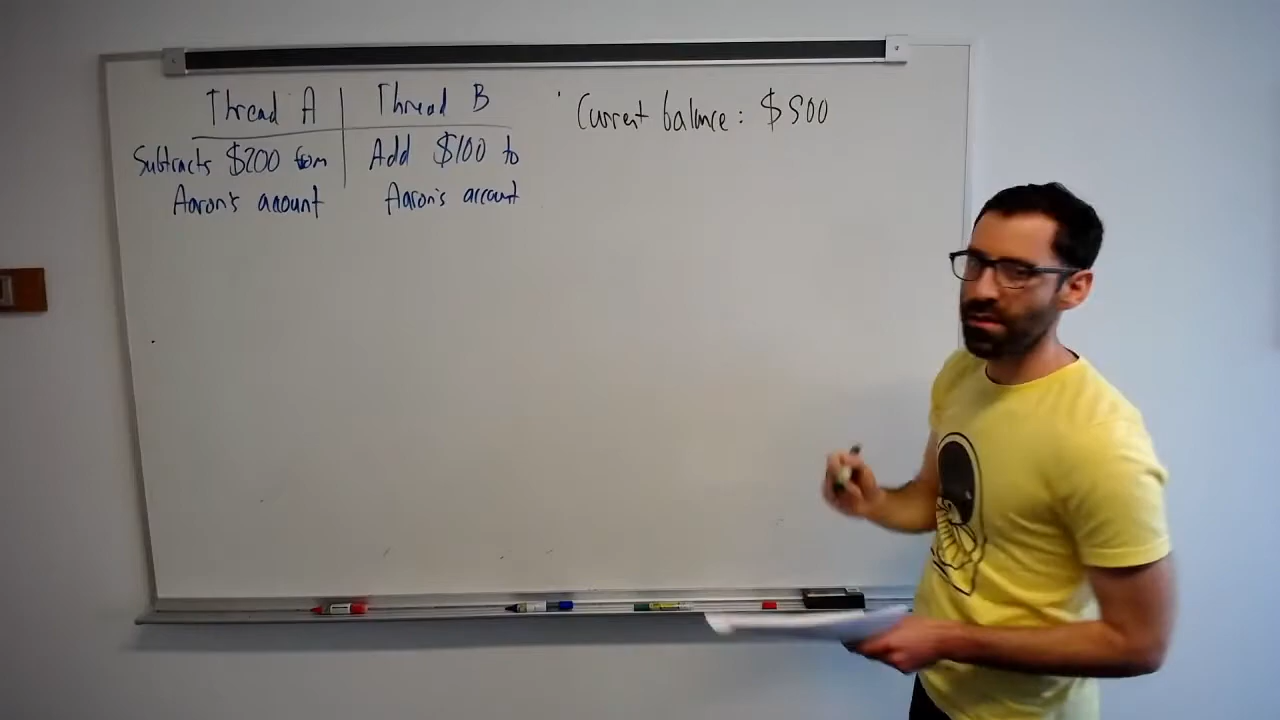 Thread A
Thread B
Current balance: $500
Subtracts $200 from
Aaron's account
Add $100 to
Aaron's account